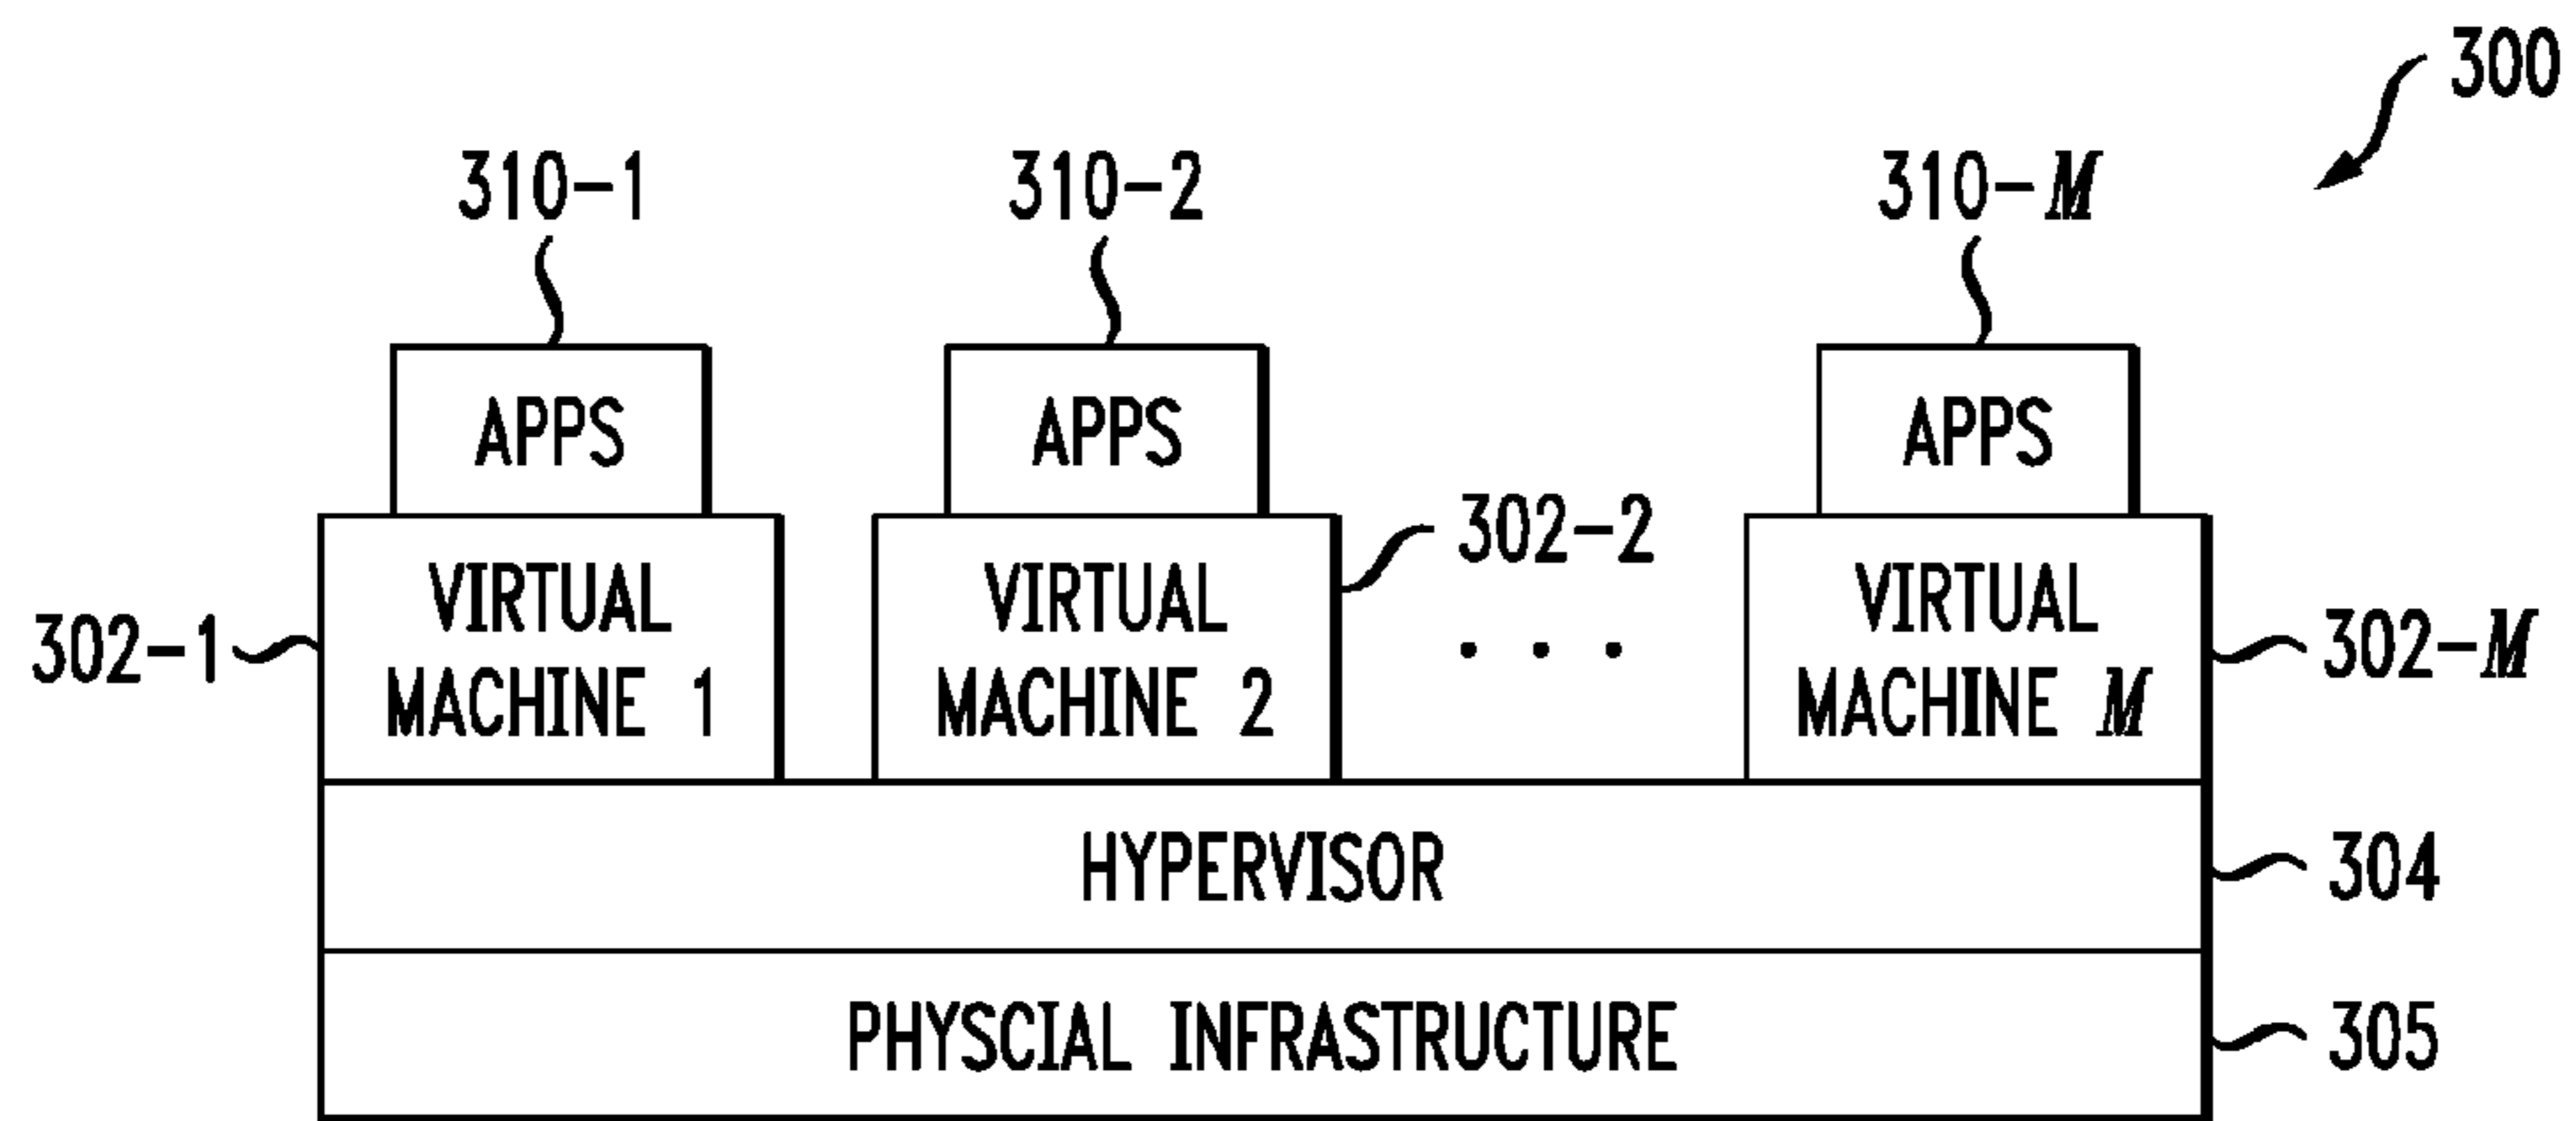 300
310-1
310-2
310-M
APPS
APPS
APPS
302-2
VIRTUAL
MACHINE 1
VIRTUAL
MACHINE 2
VIRTUAL
MACHINE M
302-1
. . .
302-M
HYPERVISOR
304
PHYSCIAL INFRASTRUCTURE
305